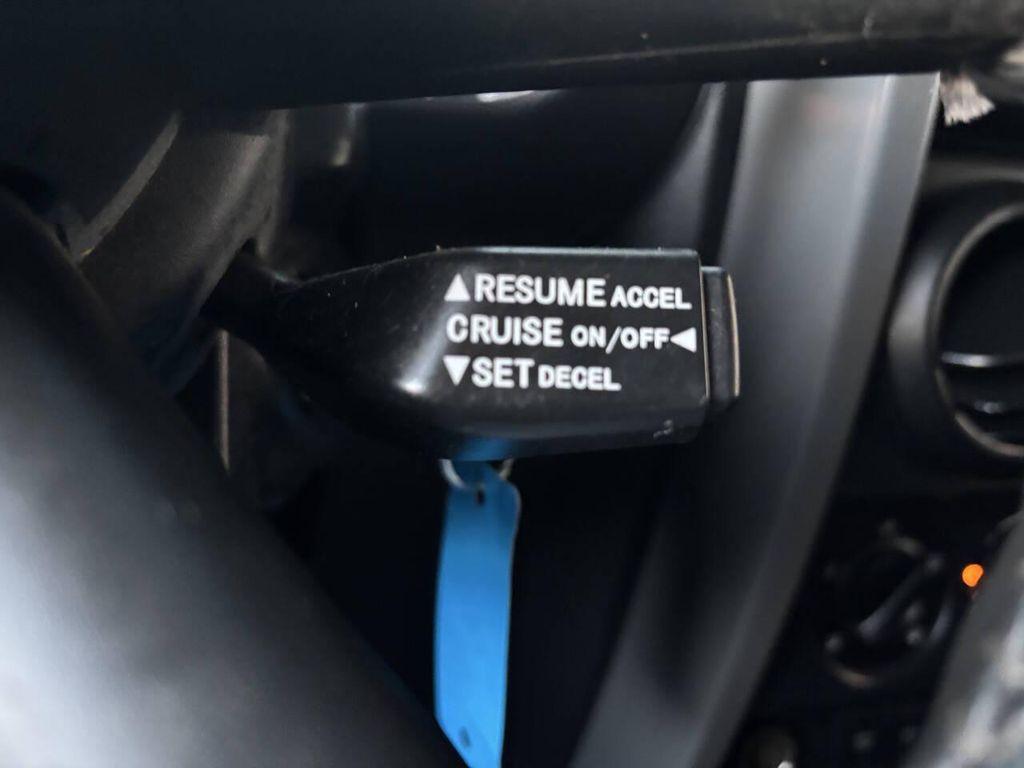 ▲RESUME ACCEL
CRUISE ON/OFF◀
▼SET DECEL